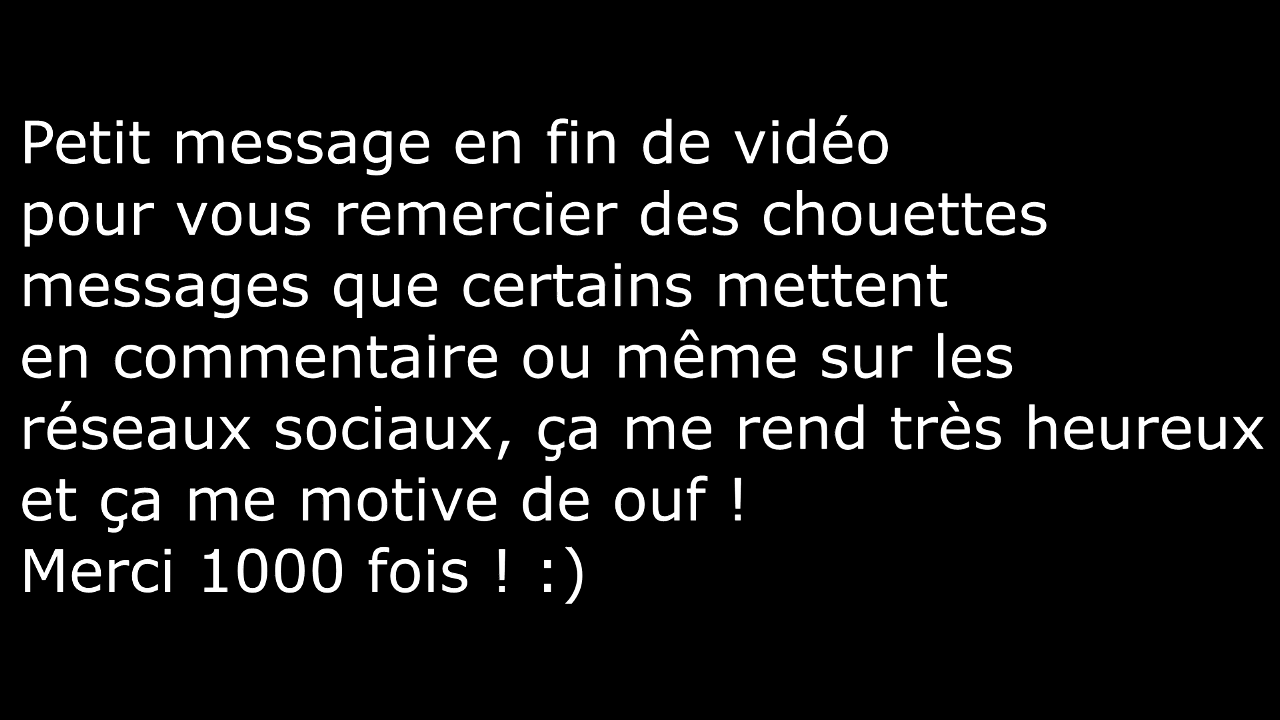 Petit message en fin de vidéo
pour vous remercier des chouettes
messages que certains mettent
en commentaire ou même sur les
réseaux sociaux, ça me rend très heureux
et ça me motive de ouf !
Merci 1000 fois ! :)